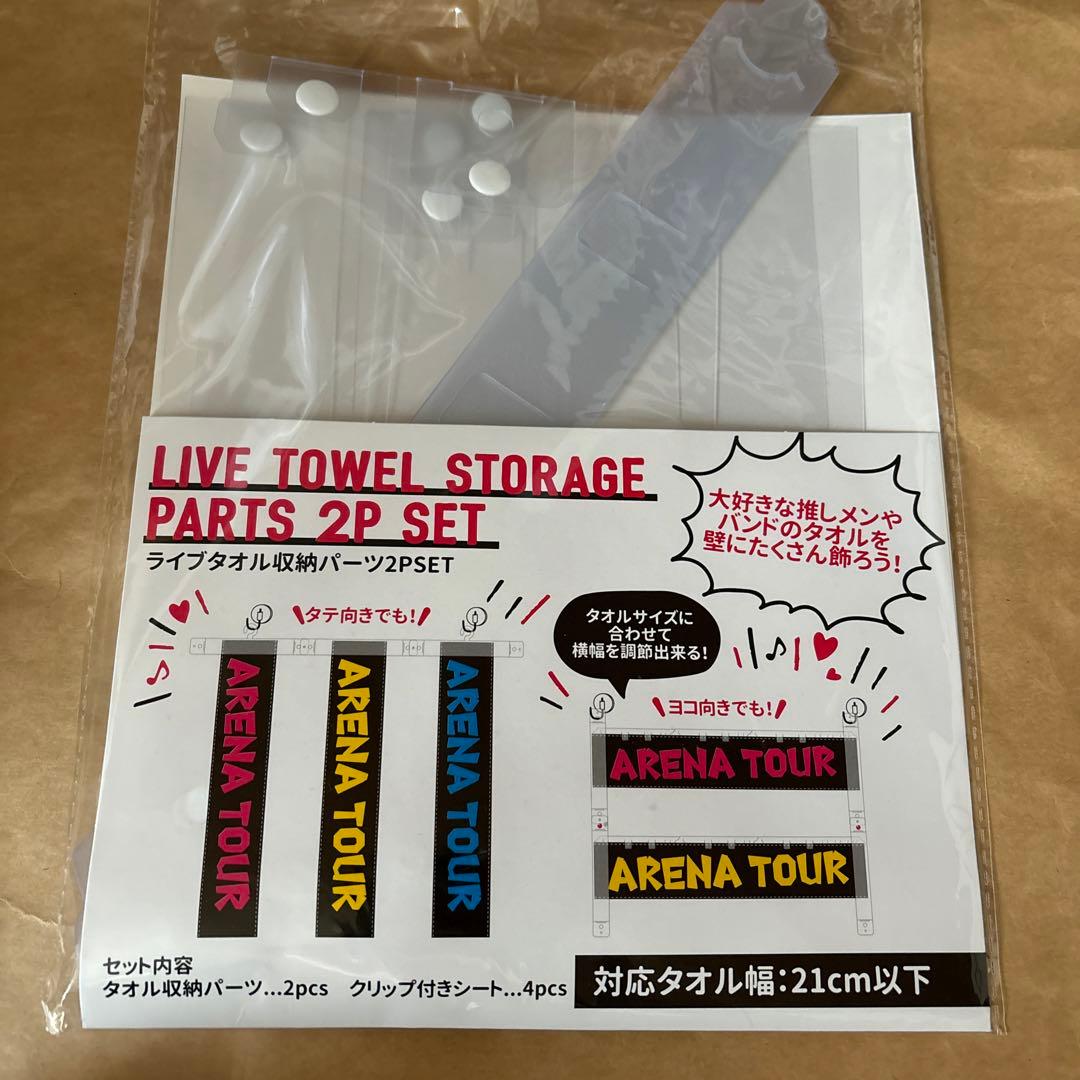 LIVE TOWEL STORAGE
PARTS 2P SET
ライブタオル収納パーツ2PSET
大好きな推しメンや
バンドのタオルを
壁にたくさん飾ろう!
タテ向きでも!
タオルサイズに
合わせて
横幅を調節出来る!
ヨコ向きでも!
ARENA TOUR
ARENA TOUR
ARENA TOUR
ARENA TOUR
ARENA TOUR
セット内容
タオル収納パーツ...2pcs クリップ付きシート...4pcs
対応タオル幅:21cm以下